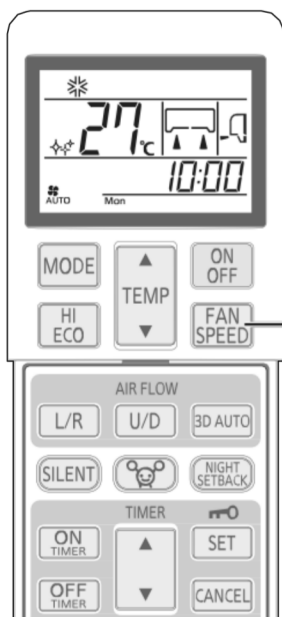 27℃
10:00
AUTO Mon
MODE
TEMP
ON OFF
HI ECO
FAN SPEED
AIR FLOW
L/R U/D 3D AUTO
SILENT
NIGHT SETBACK
TIMER
ON TIMER
SET
OFF TIMER
CANCEL